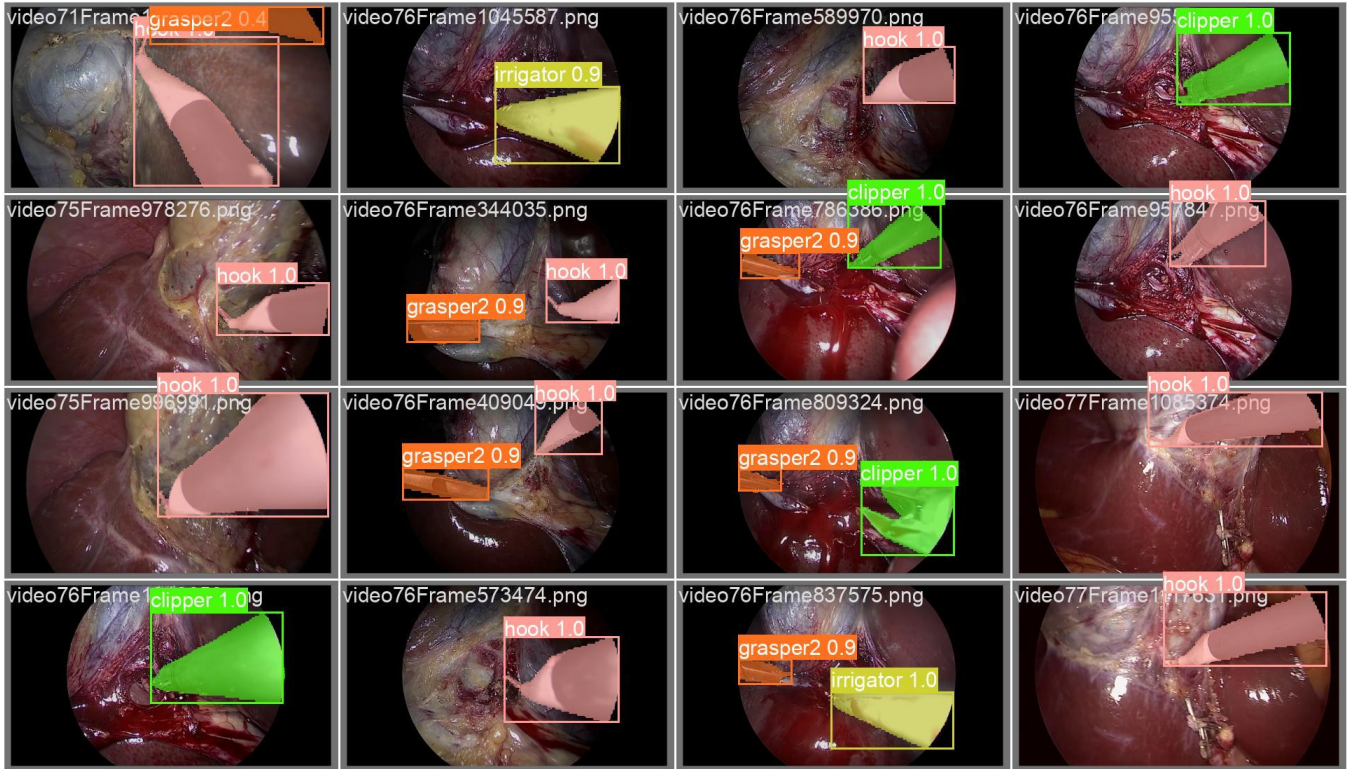 video71Frame1
grasper2 0.4
hook 1.0
video76Frame1045587.png
irrigator 0.9
video76Frame589970.png
hook 1.0
video76Frame955
clipper 1.0
video75Frame978276.png
hook 1.0
video76Frame344035.png
hook 1.0
grasper2 0.9
video76Frame786386.png
clipper 1.0
grasper2 0.9
video76Frame957847.png
hook 1.0
video75Frame996991.png
hook 1.0
video76Frame409049.png
hook 1.0
grasper2 0.9
video76Frame809324.png
grasper2 0.9
clipper 1.0
video77Frame1085374.png
hook 1.0
video76Frame1
clipper 1.0
video76Frame573474.png
hook 1.0
video76Frame837575.png
grasper2 0.9
irrigator 1.0
hook 1.0